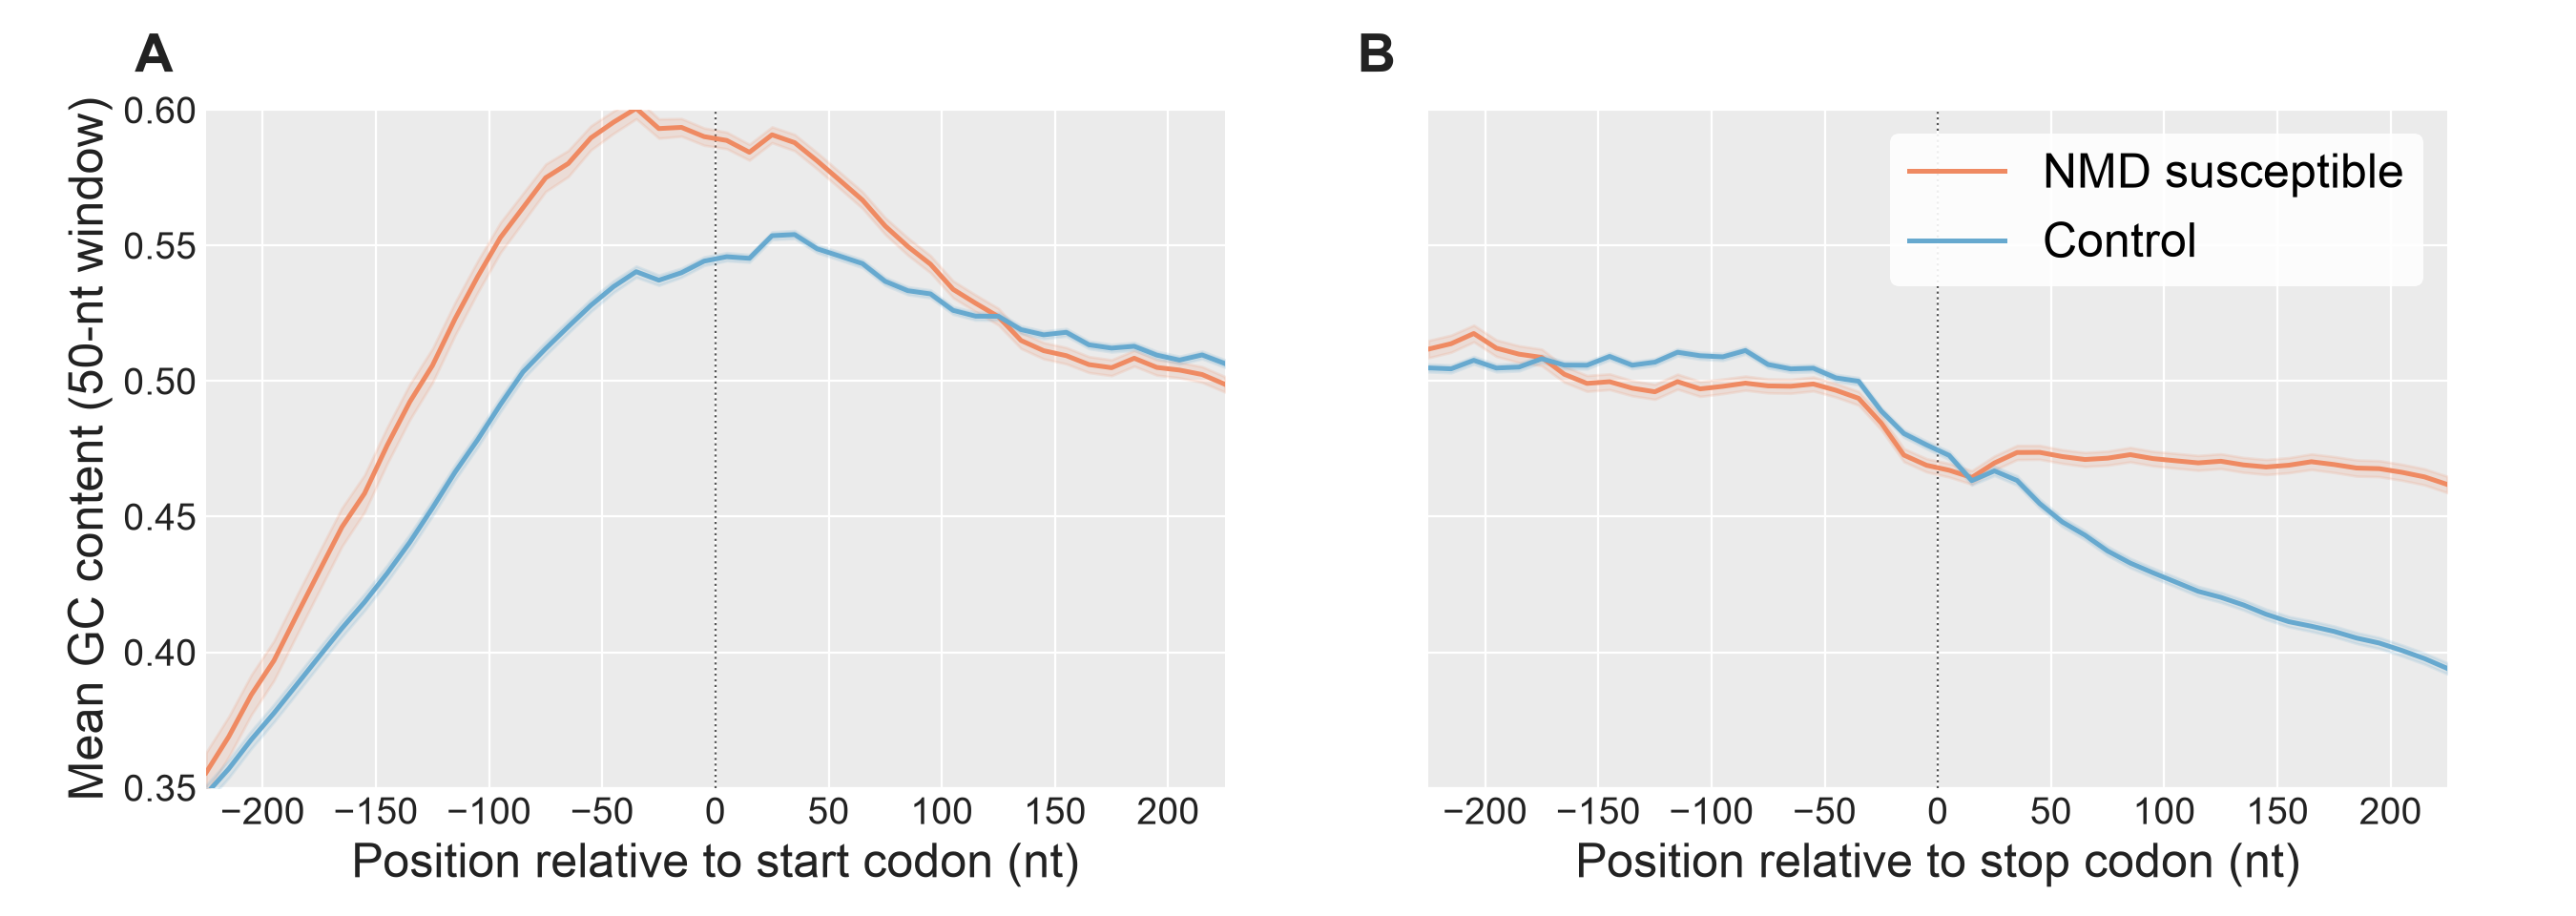 A
B
Mean GC content (50-nt window)
0.60
0.55
0.50
0.45
0.40
0.35
−200 −150 −100 −50 0 50 100 150 200
Position relative to start codon (nt)
NMD susceptible
Control
−200 −150 −100 −50 0 50 100 150 200
Position relative to stop codon (nt)